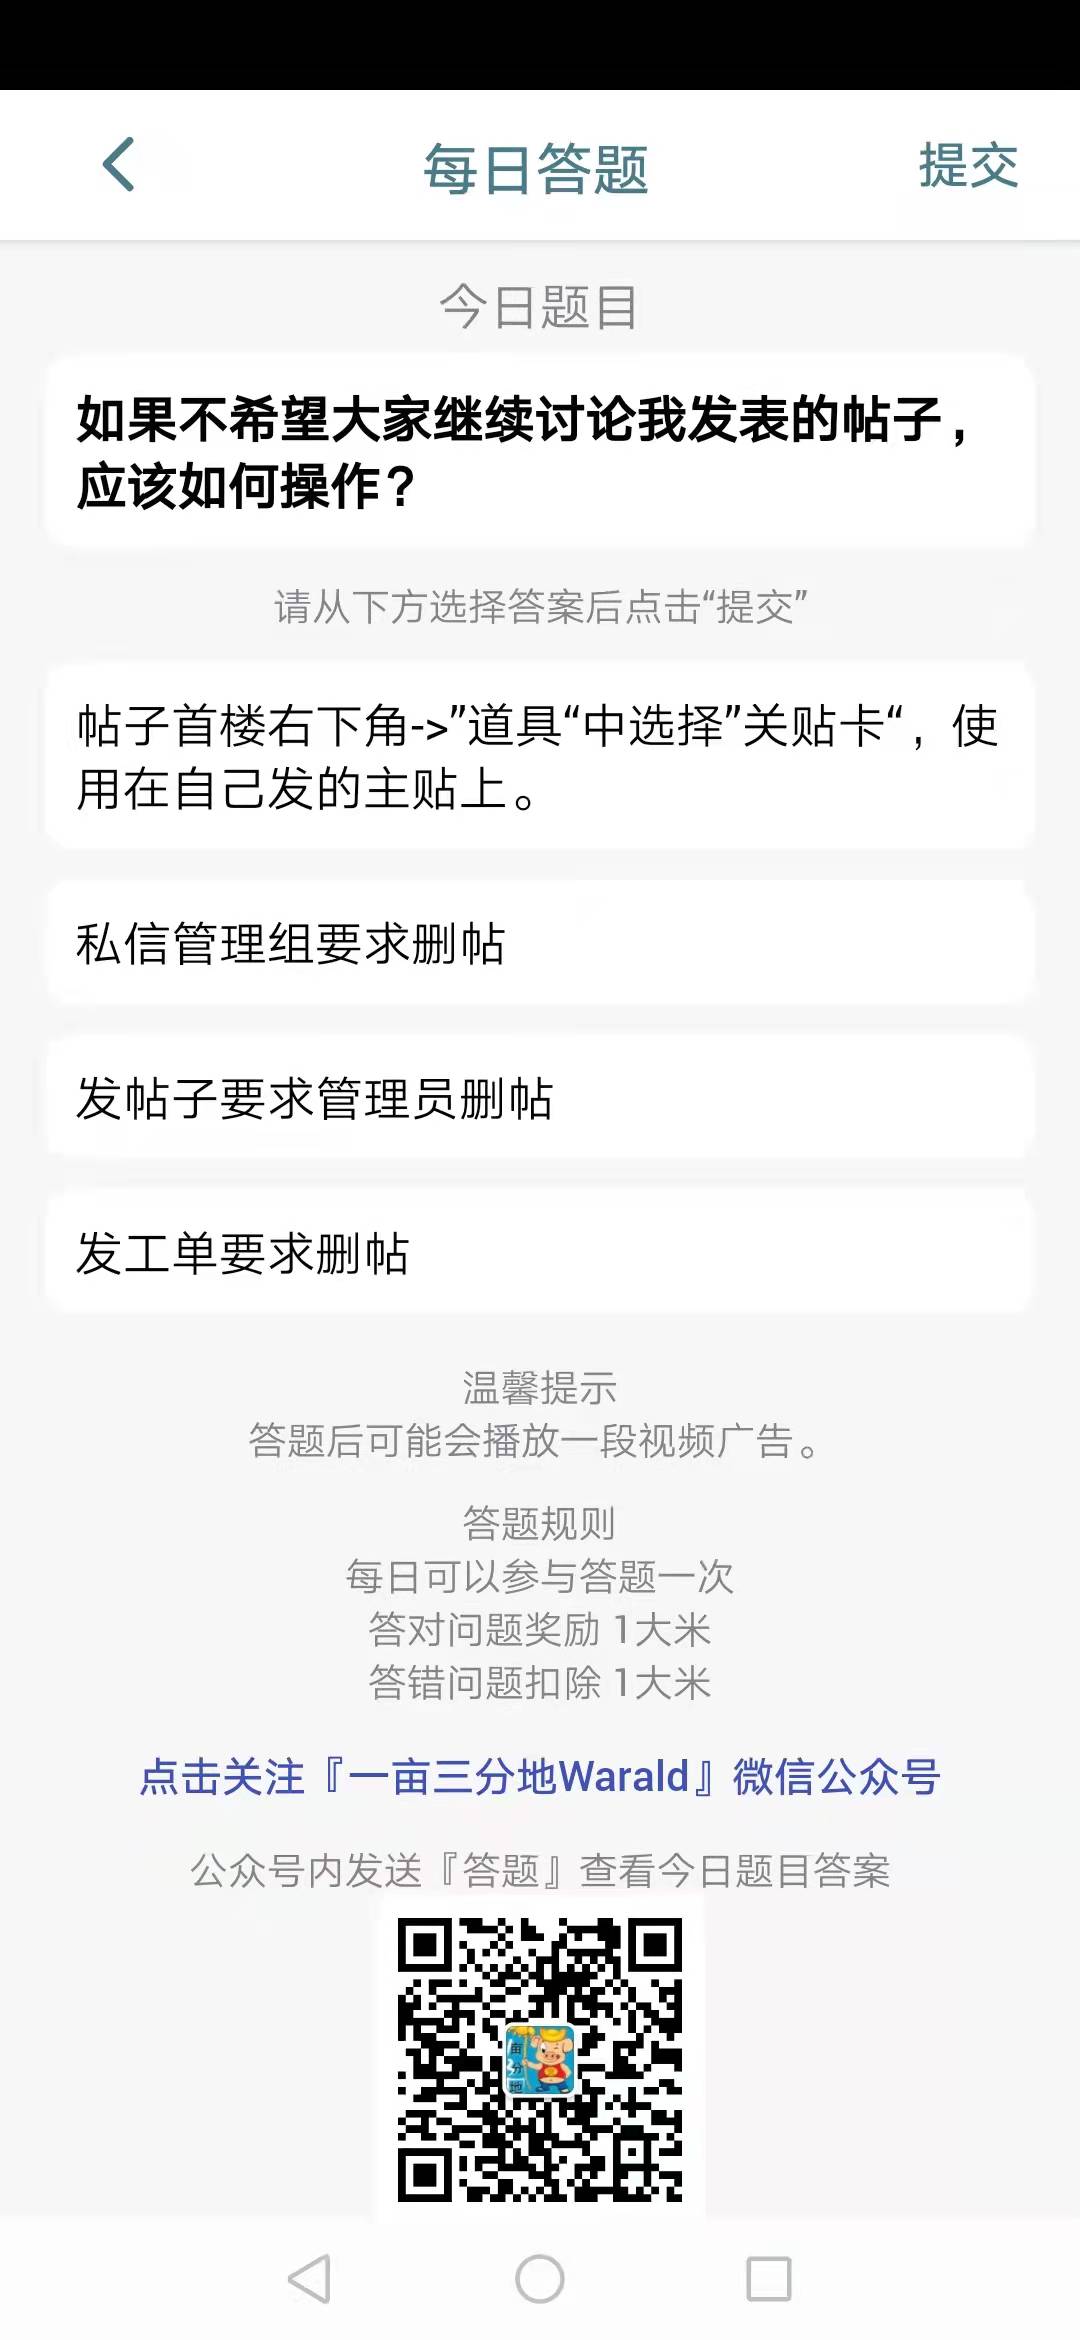 每日答题
提交
今日题目
如果不希望大家继续讨论我发表的帖子，
应该如何操作？
请从下方选择答案后点击“提交”
帖子首楼右下角->”道具“中选择”关贴卡“，使
用在自己发的主贴上。
私信管理组要求删帖
发帖子要求管理员删帖
发工单要求删帖
温馨提示
答题后可能会播放一段视频广告。
答题规则
每日可以参与答题一次
答对问题奖励 1大米
答错问题扣除 1大米
点击关注『一亩三分地Warald』微信公众号
公众号内发送『答题』查看今日题目答案